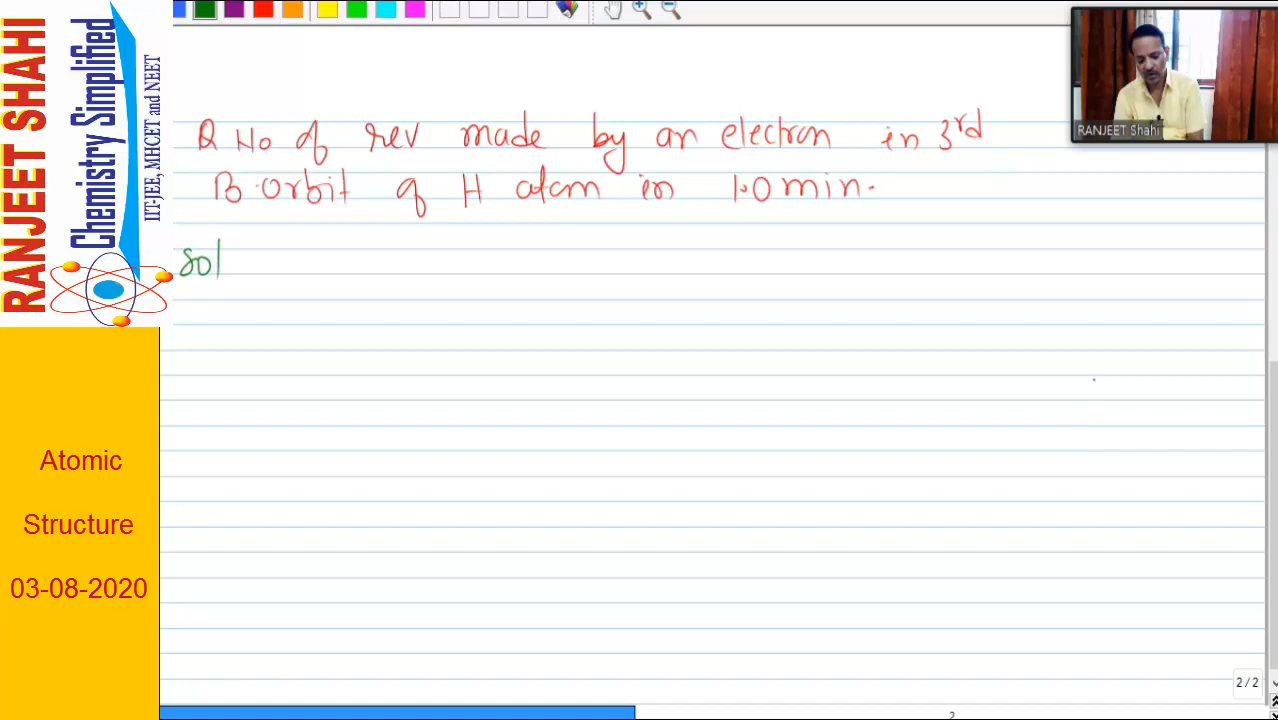 RANJEET SHAHI
Chemistry Simplified
IIT-JEE, MHCET and NEET
Q No of rev made by an electron in 3rd
B. orbit of H atom in 1.0 min.
sol
RANJEET Shahi
Atomic
Structure
03-08-2020
2 / 2
2